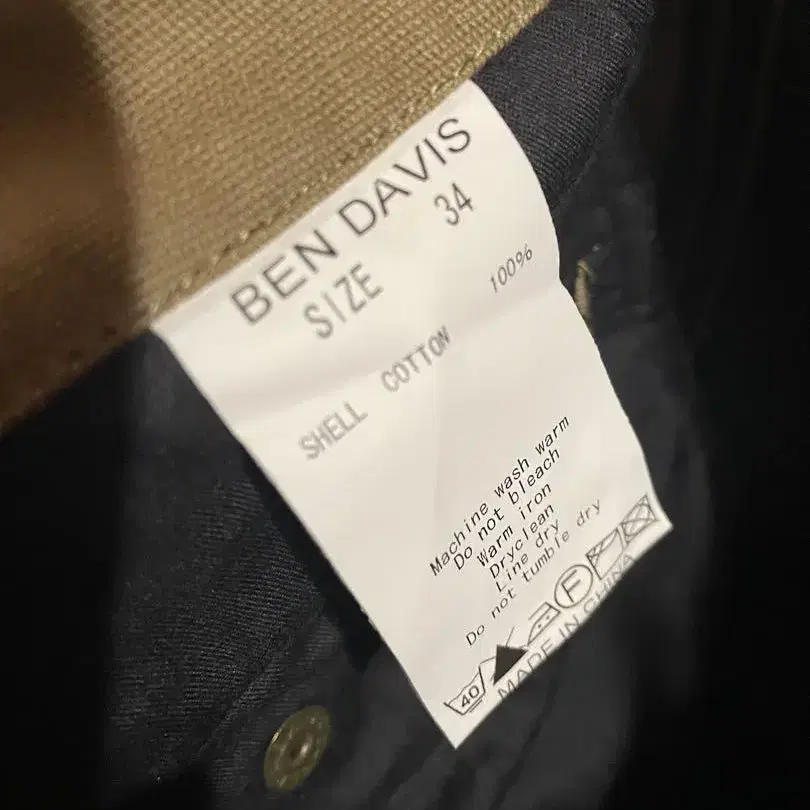 BEN DAVIS
SIZE 34
SHELL COTTON 100%
Machine wash warm
Do not bleach
Warm iron
Dryclean
Line dry
Do not tumble dry
40 F
MADE IN CHINA